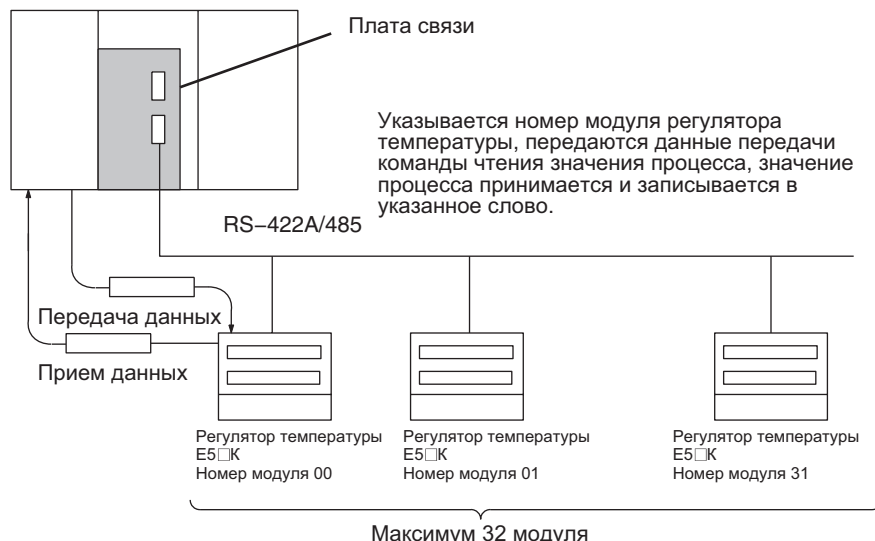 Плата связи
Указывается номер модуля регулятора
температуры, передаются данные передачи
команды чтения значения процесса, значение
процесса принимается и записывается в
указанное слово.
RS–422A/485
Передача данных
Прием данных
Регулятор температуры
E5□K
Номер модуля 00
Регулятор температуры
E5□K
Номер модуля 01
Регулятор температуры
E5□K
Номер модуля 31
Максимум 32 модуля